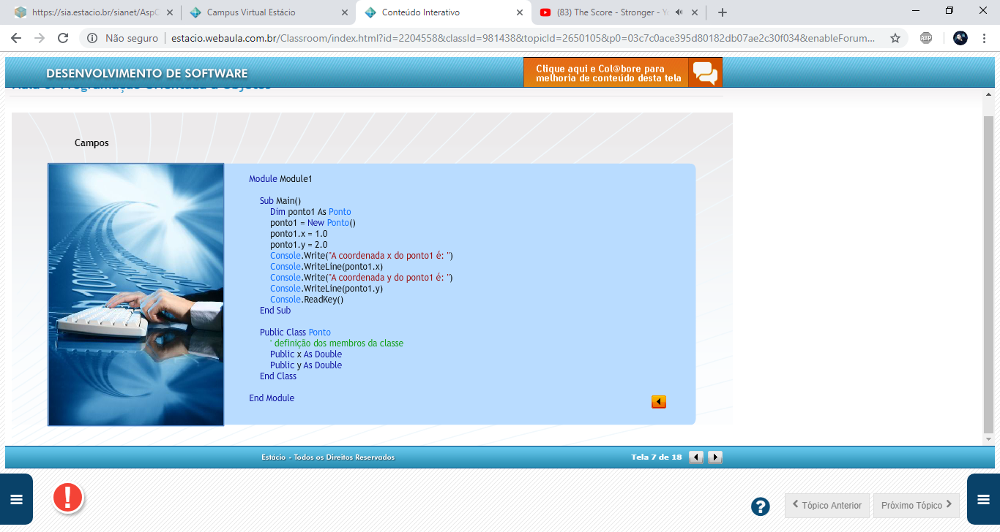 https://sia.estacio.br/sianet/AspC
Campus Virtual Estácio
Conteúdo Interativo
(83) The Score - Stronger - Yo
Não seguro
estacio.webaula.com.br/Classroom/index.html?id=2204558&classId=981438&topicId=2650105&p0=03c7c0ace395d80182db07ae2c30f034&enableForum...
ABP
DESENVOLVIMENTO DE SOFTWARE
Clique aqui e Col@bore para
melhoria de conteúdo desta tela
Programação Orientada a Objetos
Campos
Module Module1
Sub Main()
Dim ponto1 As Ponto
ponto1 = New Ponto()
ponto1.x = 1.0
ponto1.y = 2.0
Console.Write("A coordenada x do ponto1 é: ")
Console.WriteLine(ponto1.x)
Console.Write("A coordenada y do ponto1 é: ")
Console.WriteLine(ponto1.y)
Console.ReadKey()
End Sub
Public Class Ponto
' definição dos membros da classe
Public x As Double
Public y As Double
End Class
End Module
Estácio - Todos os Direitos Reservados
Tela 7 de 18
Tópico Anterior
Próximo Tópico